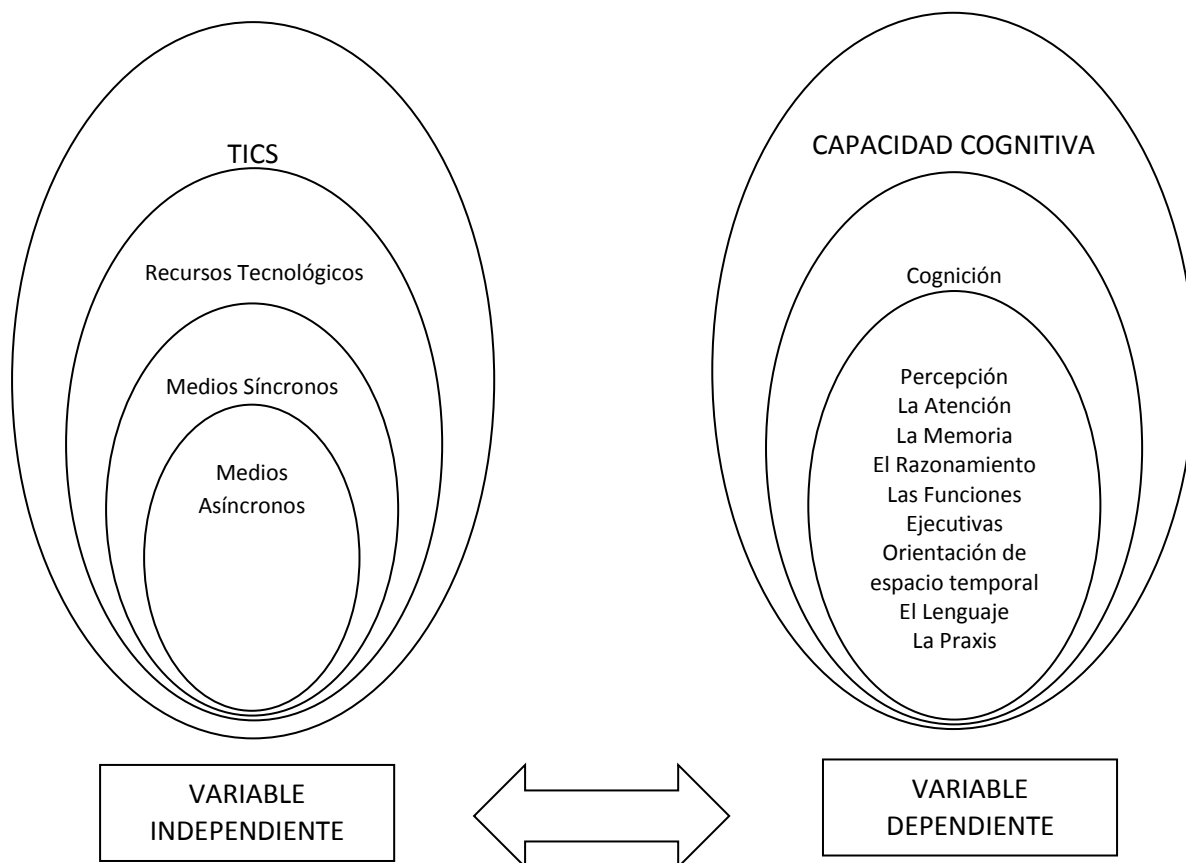 TICS
Recursos Tecnológicos
Medios Síncronos
Medios
Asíncronos
CAPACIDAD COGNITIVA
Cognición
Percepción
La Atención
La Memoria
El Razonamiento
Las Funciones
Ejecutivas
Orientación de
espacio temporal
El Lenguaje
La Praxis
VARIABLE
INDEPENDIENTE
VARIABLE
DEPENDIENTE